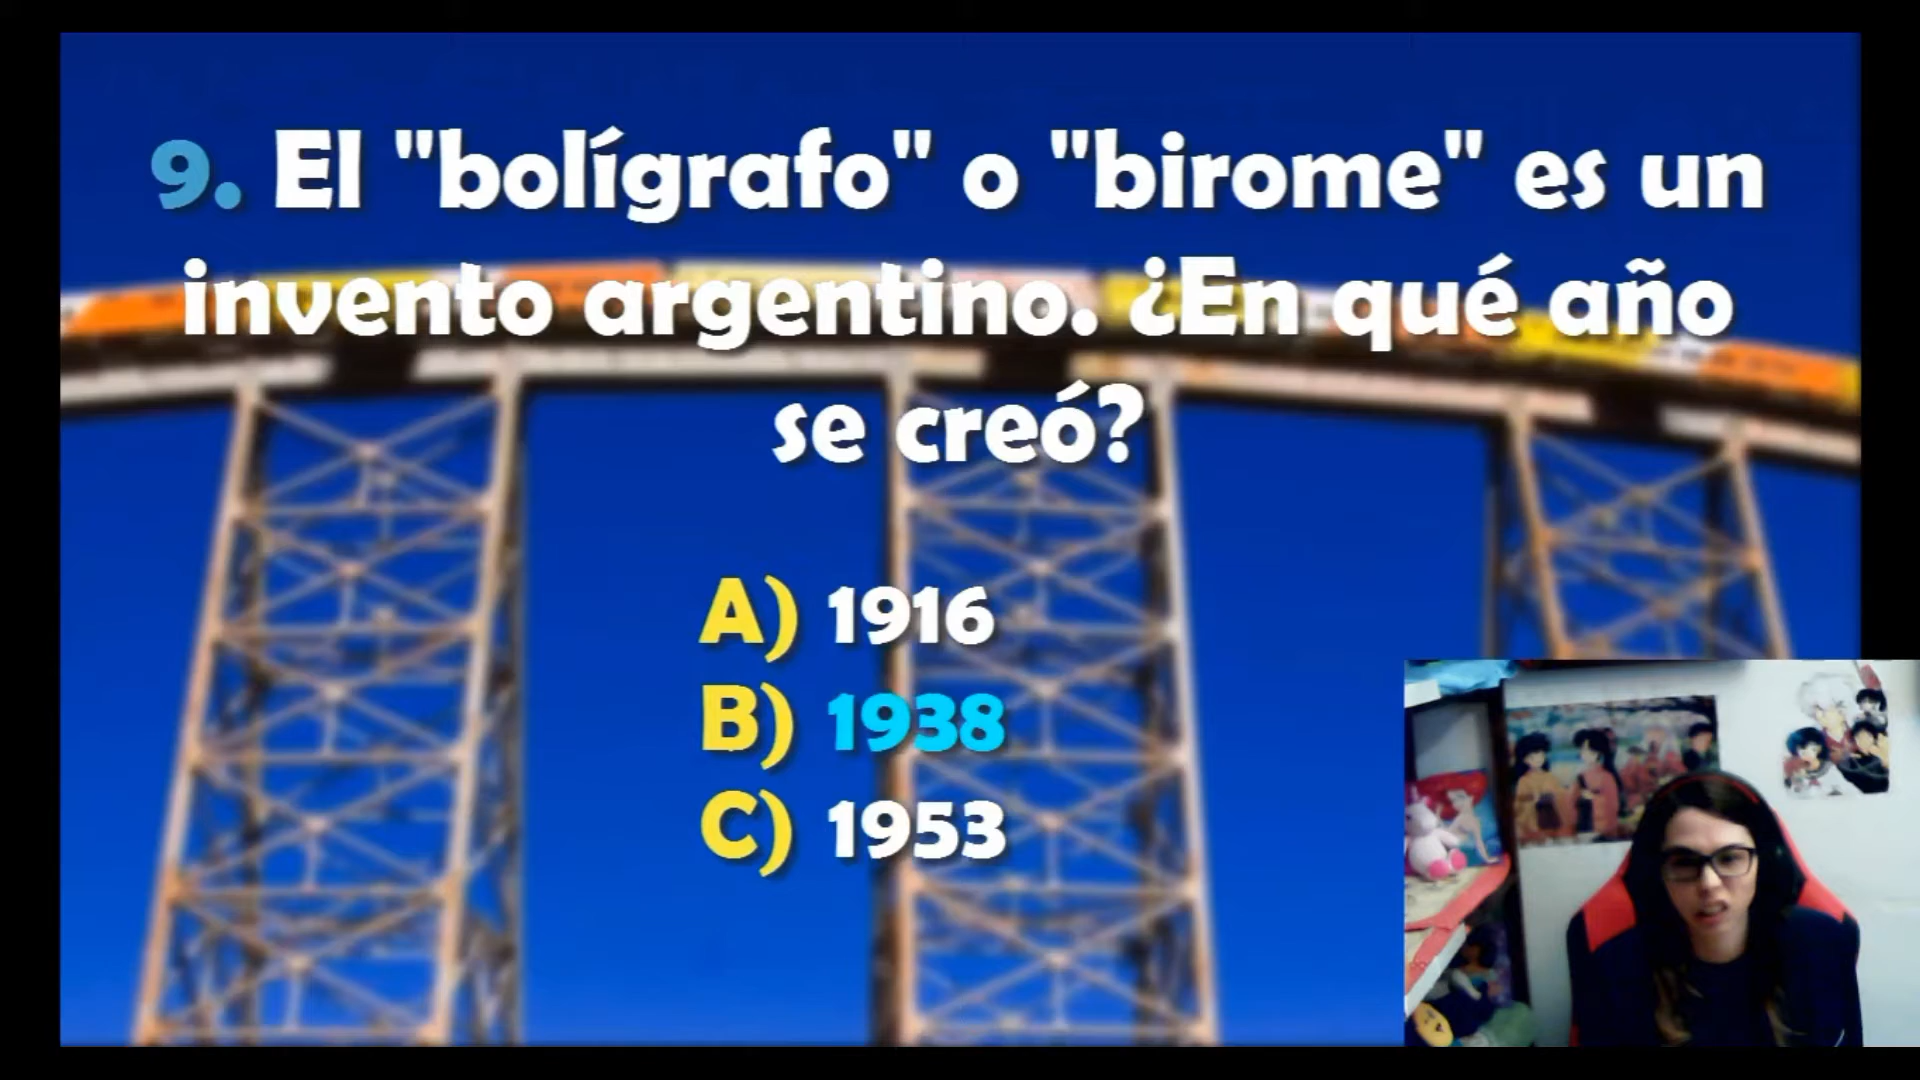 9. El "bolígrafo" o "birome" es un
invento argentino. ¿En qué año
se creó?
A) 1916
B) 1938
C) 1953